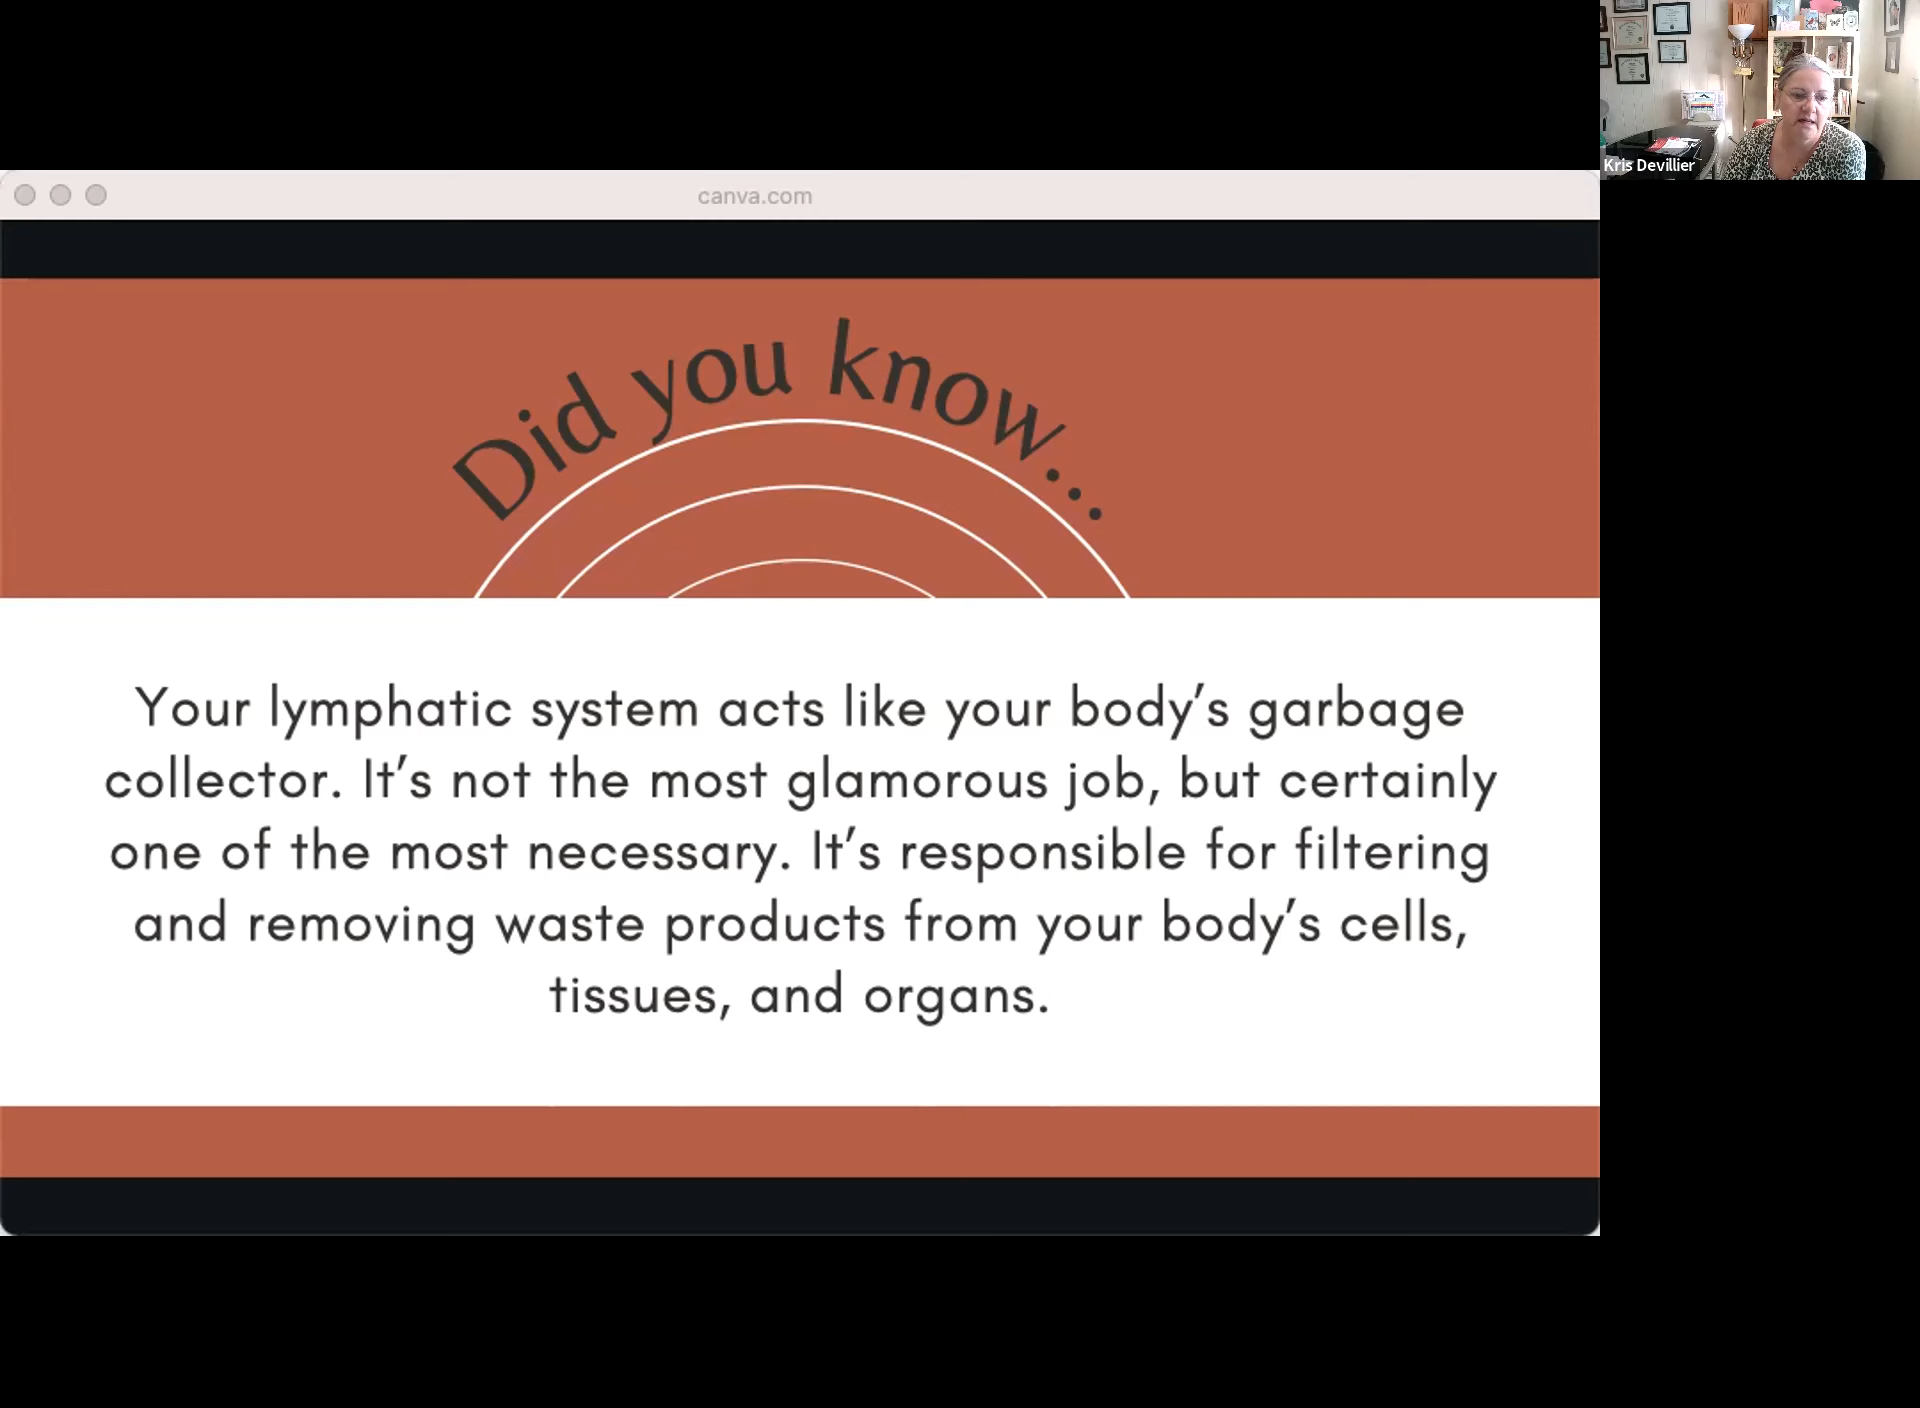 Kris Devillier
canva.com
Did you know...
Your lymphatic system acts like your body’s garbage
collector. It’s not the most glamorous job, but certainly
one of the most necessary. It’s responsible for filtering
and removing waste products from your body’s cells,
tissues, and organs.